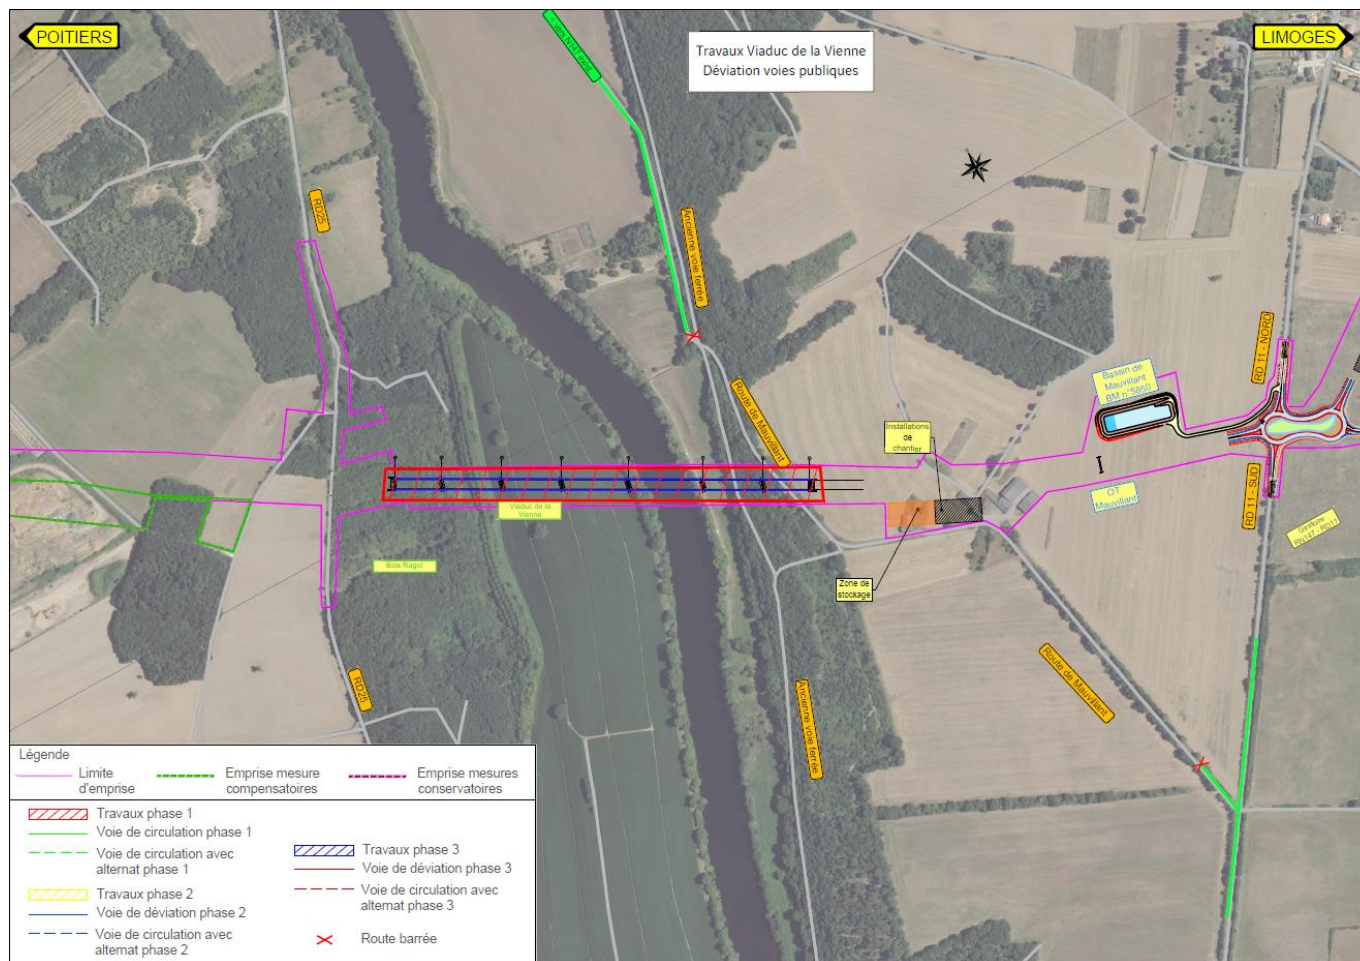 POITIERS
LIMOGES
Travaux Viaduc de la Vienne
Déviation voies publiques
RD25
Ancienne voie ferrée
Route de Mauvillant
Installations
de
chantier
Bassin de
Mauvillant
BM n°5850
RD 11 - NORD
OT
Mauvillant
RD 11 - SUD
Giratoire
RN147 - RD11
Viaduc de la
Vienne
Bois Ragot
Zone de
stockage
Route de Mauvillant
RD25
Ancienne voie ferrée
Légende
Limite
d'emprise
Emprise mesure
compensatoires
Emprise mesures
conservatoires
Travaux phase 1
Voie de circulation phase 1
Voie de circulation avec
alternat phase 1
Travaux phase 2
Voie de déviation phase 2
Voie de circulation avec
alternat phase 2
Travaux phase 3
Voie de déviation phase 3
Voie de circulation avec
alternat phase 3
Route barrée